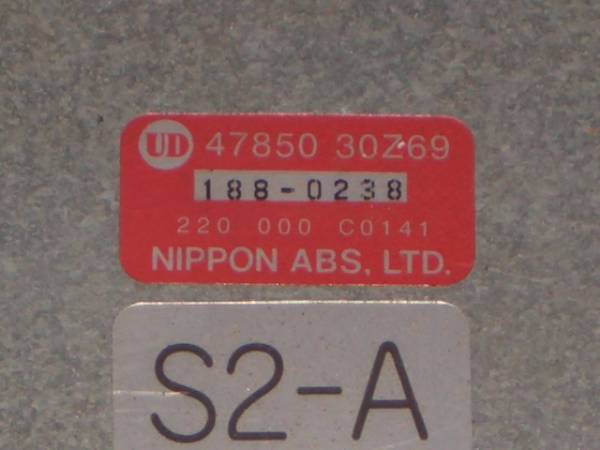 UD 47850 30Z69
188-0238
220 000 C0141
NIPPON ABS, LTD.
S2-A